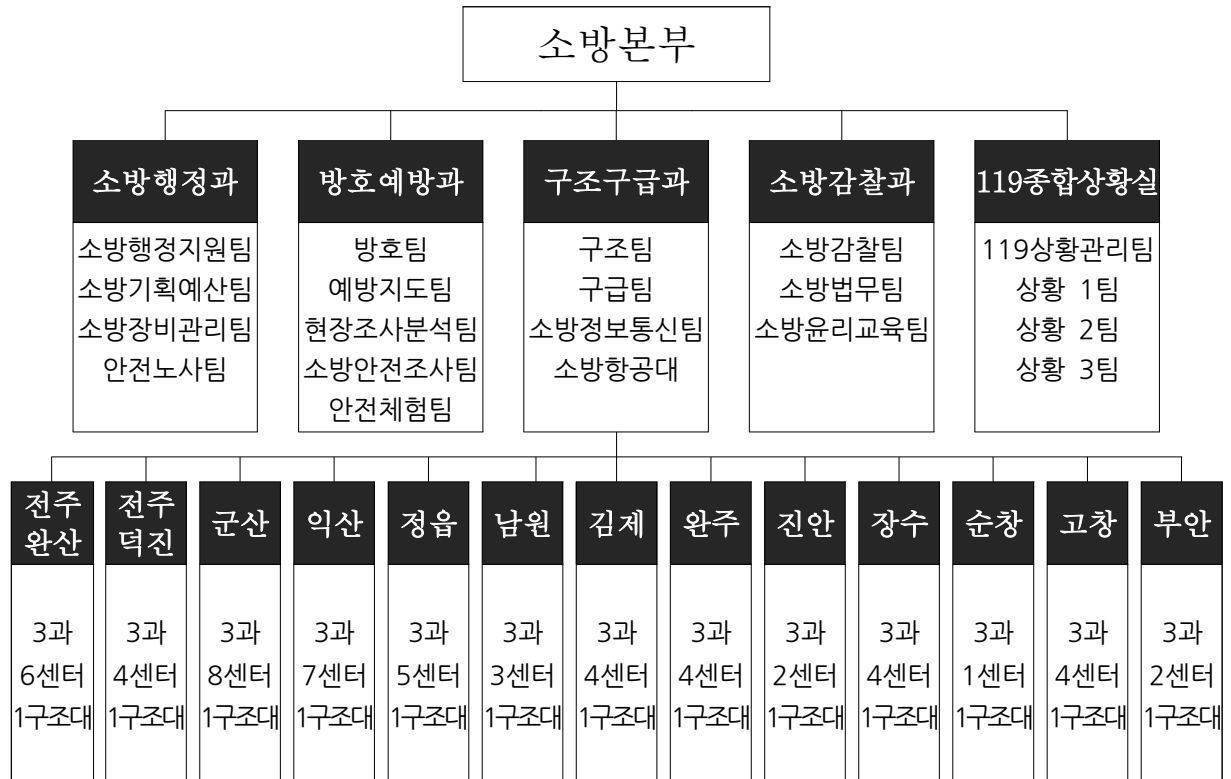 소방본부
소방행정과
소방행정지원팀
소방기획예산팀
소방장비관리팀
안전노사팀
방호예방과
방호팀
예방지도팀
현장조사분석팀
소방안전조사팀
안전체험팀
구조구급과
구조팀
구급팀
소방정보통신팀
소방항공대
소방감찰과
소방감찰팀
소방법무팀
소방윤리교육팀
119종합상황실
119상황관리팀
상황 1팀
상황 2팀
상황 3팀
전주
완산
3과
6센터
1구조대
전주
덕진
3과
4센터
1구조대
군산
3과
8센터
1구조대
익산
3과
7센터
1구조대
정읍
3과
5센터
1구조대
남원
3과
3센터
1구조대
김제
3과
4센터
1구조대
완주
3과
4센터
1구조대
진안
3과
2센터
1구조대
장수
3과
4센터
1구조대
순창
3과
1센터
1구조대
고창
3과
4센터
1구조대
부안
3과
2센터
1구조대